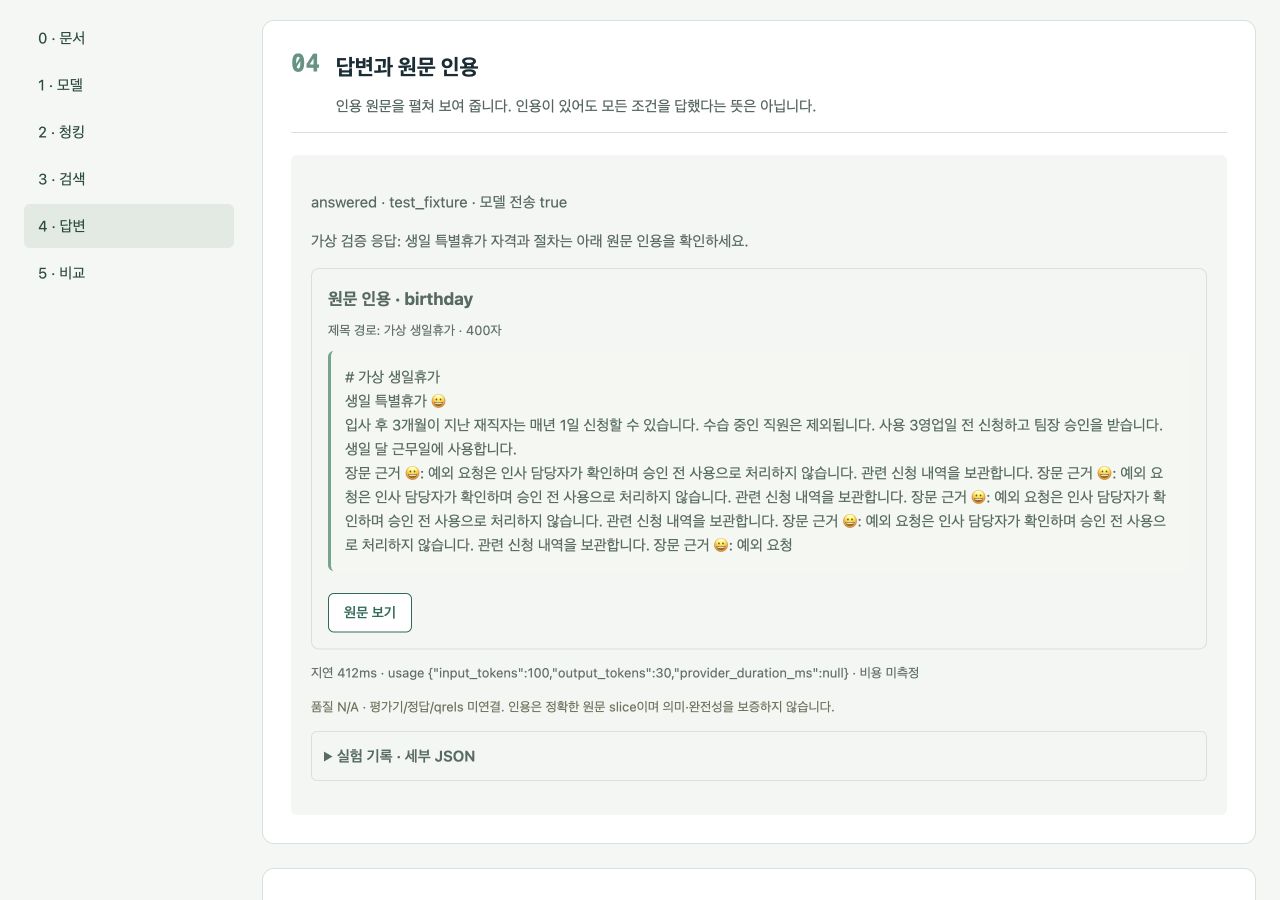 0 · 문서
1 · 모델
2 · 청킹
3 · 검색
4 · 답변
5 · 비교
04 답변과 원문 인용
인용 원문을 펼쳐 보여 줍니다. 인용이 있어도 모든 조건을 답했다는 뜻은 아닙니다.
answered · test_fixture · 모델 전송 true
가상 검증 응답: 생일 특별휴가 자격과 절차는 아래 원문 인용을 확인하세요.
원문 인용 · birthday
제목 경로: 가상 생일휴가 · 400자
# 가상 생일휴가
생일 특별휴가 😀
입사 후 3개월이 지난 재직자는 매년 1일 신청할 수 있습니다. 수습 중인 직원은 제외됩니다. 사용 3영업일 전 신청하고 팀장 승인을 받습니다.
생일 달 근무일에 사용합니다.
장문 근거 😀: 예외 요청은 인사 담당자가 확인하며 승인 전 사용으로 처리하지 않습니다. 관련 신청 내역을 보관합니다. 장문 근거 😀: 예외 요
청은 인사 담당자가 확인하며 승인 전 사용으로 처리하지 않습니다. 관련 신청 내역을 보관합니다. 장문 근거 😀: 예외 요청은 인사 담당자가 확
인하며 승인 전 사용으로 처리하지 않습니다. 관련 신청 내역을 보관합니다. 장문 근거 😀: 예외 요청은 인사 담당자가 확인하며 승인 전 사용으
로 처리하지 않습니다. 관련 신청 내역을 보관합니다. 장문 근거 😀: 예외 요청
원문 보기
지연 412ms · usage {"input_tokens":100,"output_tokens":30,"provider_duration_ms":null} · 비용 미측정
품질 N/A · 평가기/정답/qrels 미연결. 인용은 정확한 원문 slice이며 의미·완전성을 보증하지 않습니다.
▶ 실험 기록 · 세부 JSON